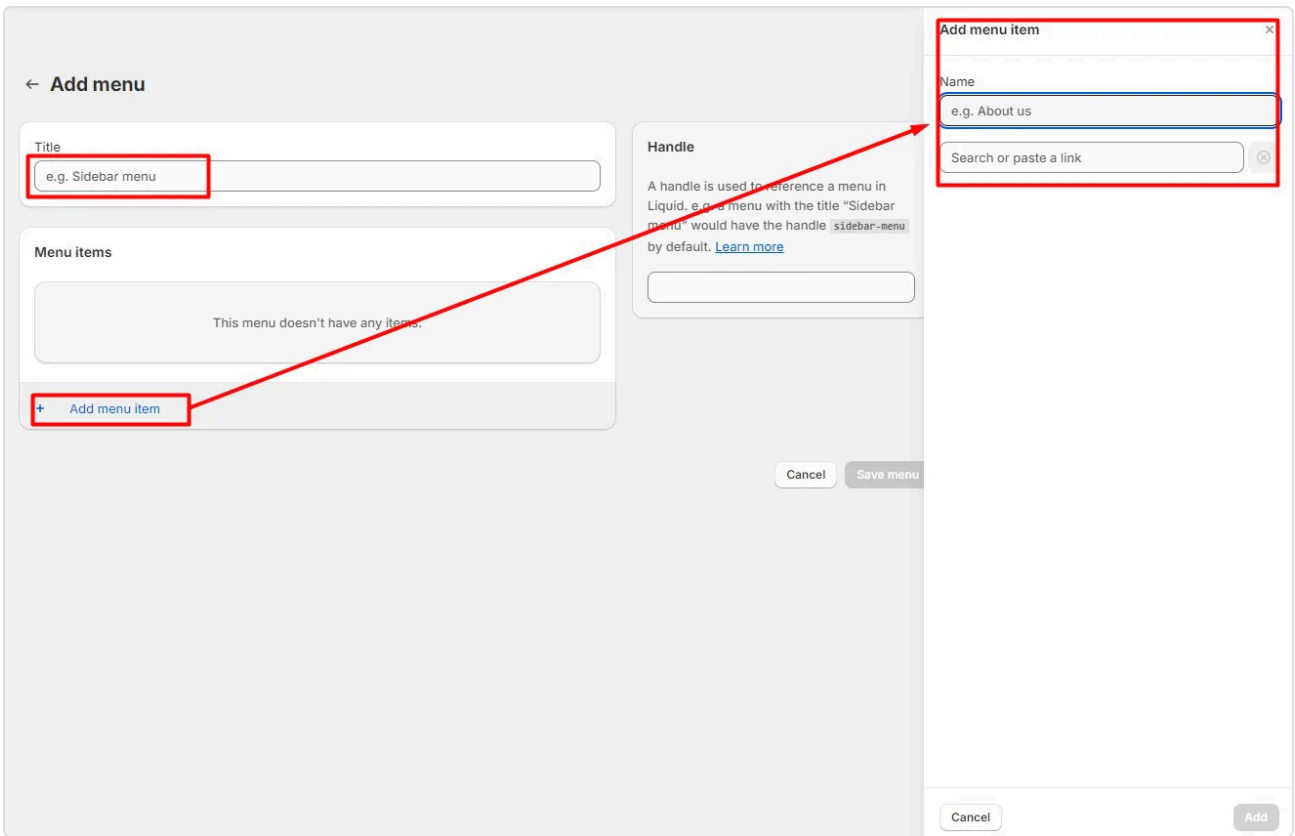 ← Add menu
Title
e.g. Sidebar menu
Menu items
This menu doesn't have any items.
+ Add menu item
Handle
A handle is used to reference a menu in
Liquid. e.g. a menu with the title “Sidebar
menu” would have the handle sidebar-menu
by default. Learn more
Cancel
Save menu
Add menu item
Name
e.g. About us
Search or paste a link
Cancel
Add